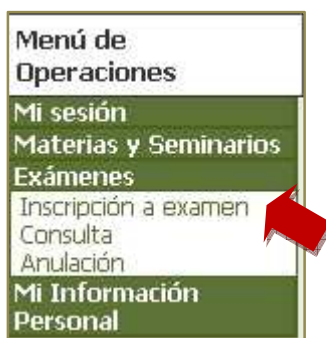 Menú de
Operaciones
Mi sesión
Materias y Seminarios
Exámenes
Inscripción a examen
Consulta
Anulación
Mi Información
Personal